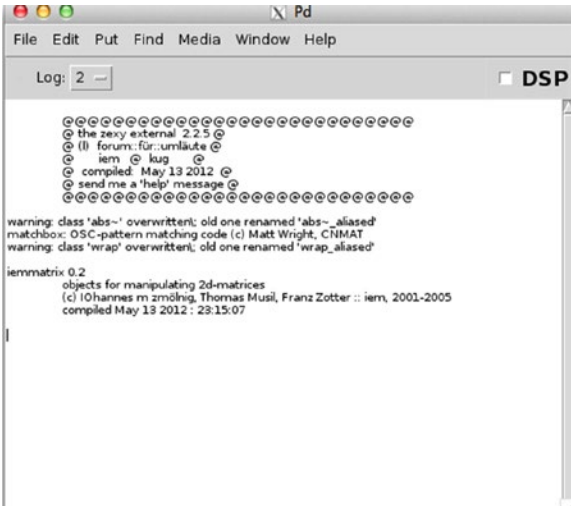 Pd
File Edit Put Find Media Window Help
Log: 2 DSP
@@@@@@@@@@@@@@@@@@@@@@@@@@@@
@ the zexy external 2.2.5 @
@ (l) forum::für::umläute @
@ iem @ kug @
@ compiled: May 13 2012 @
@ send me a 'help' message @
@@@@@@@@@@@@@@@@@@@@@@@@@@@@
warning: class 'abs~' overwritten\; old one renamed 'abs~_aliased'
matchbox: OSC-pattern matching code (c) Matt Wright, CNMAT
warning: class 'wrap' overwritten\; old one renamed 'wrap_aliased'
iemmatrix 0.2
objects for manipulating 2d-matrices
(c) IOhannes m zmölnig, Thomas Musil, Franz Zotter :: iem, 2001-2005
compiled May 13 2012 : 23:15:07